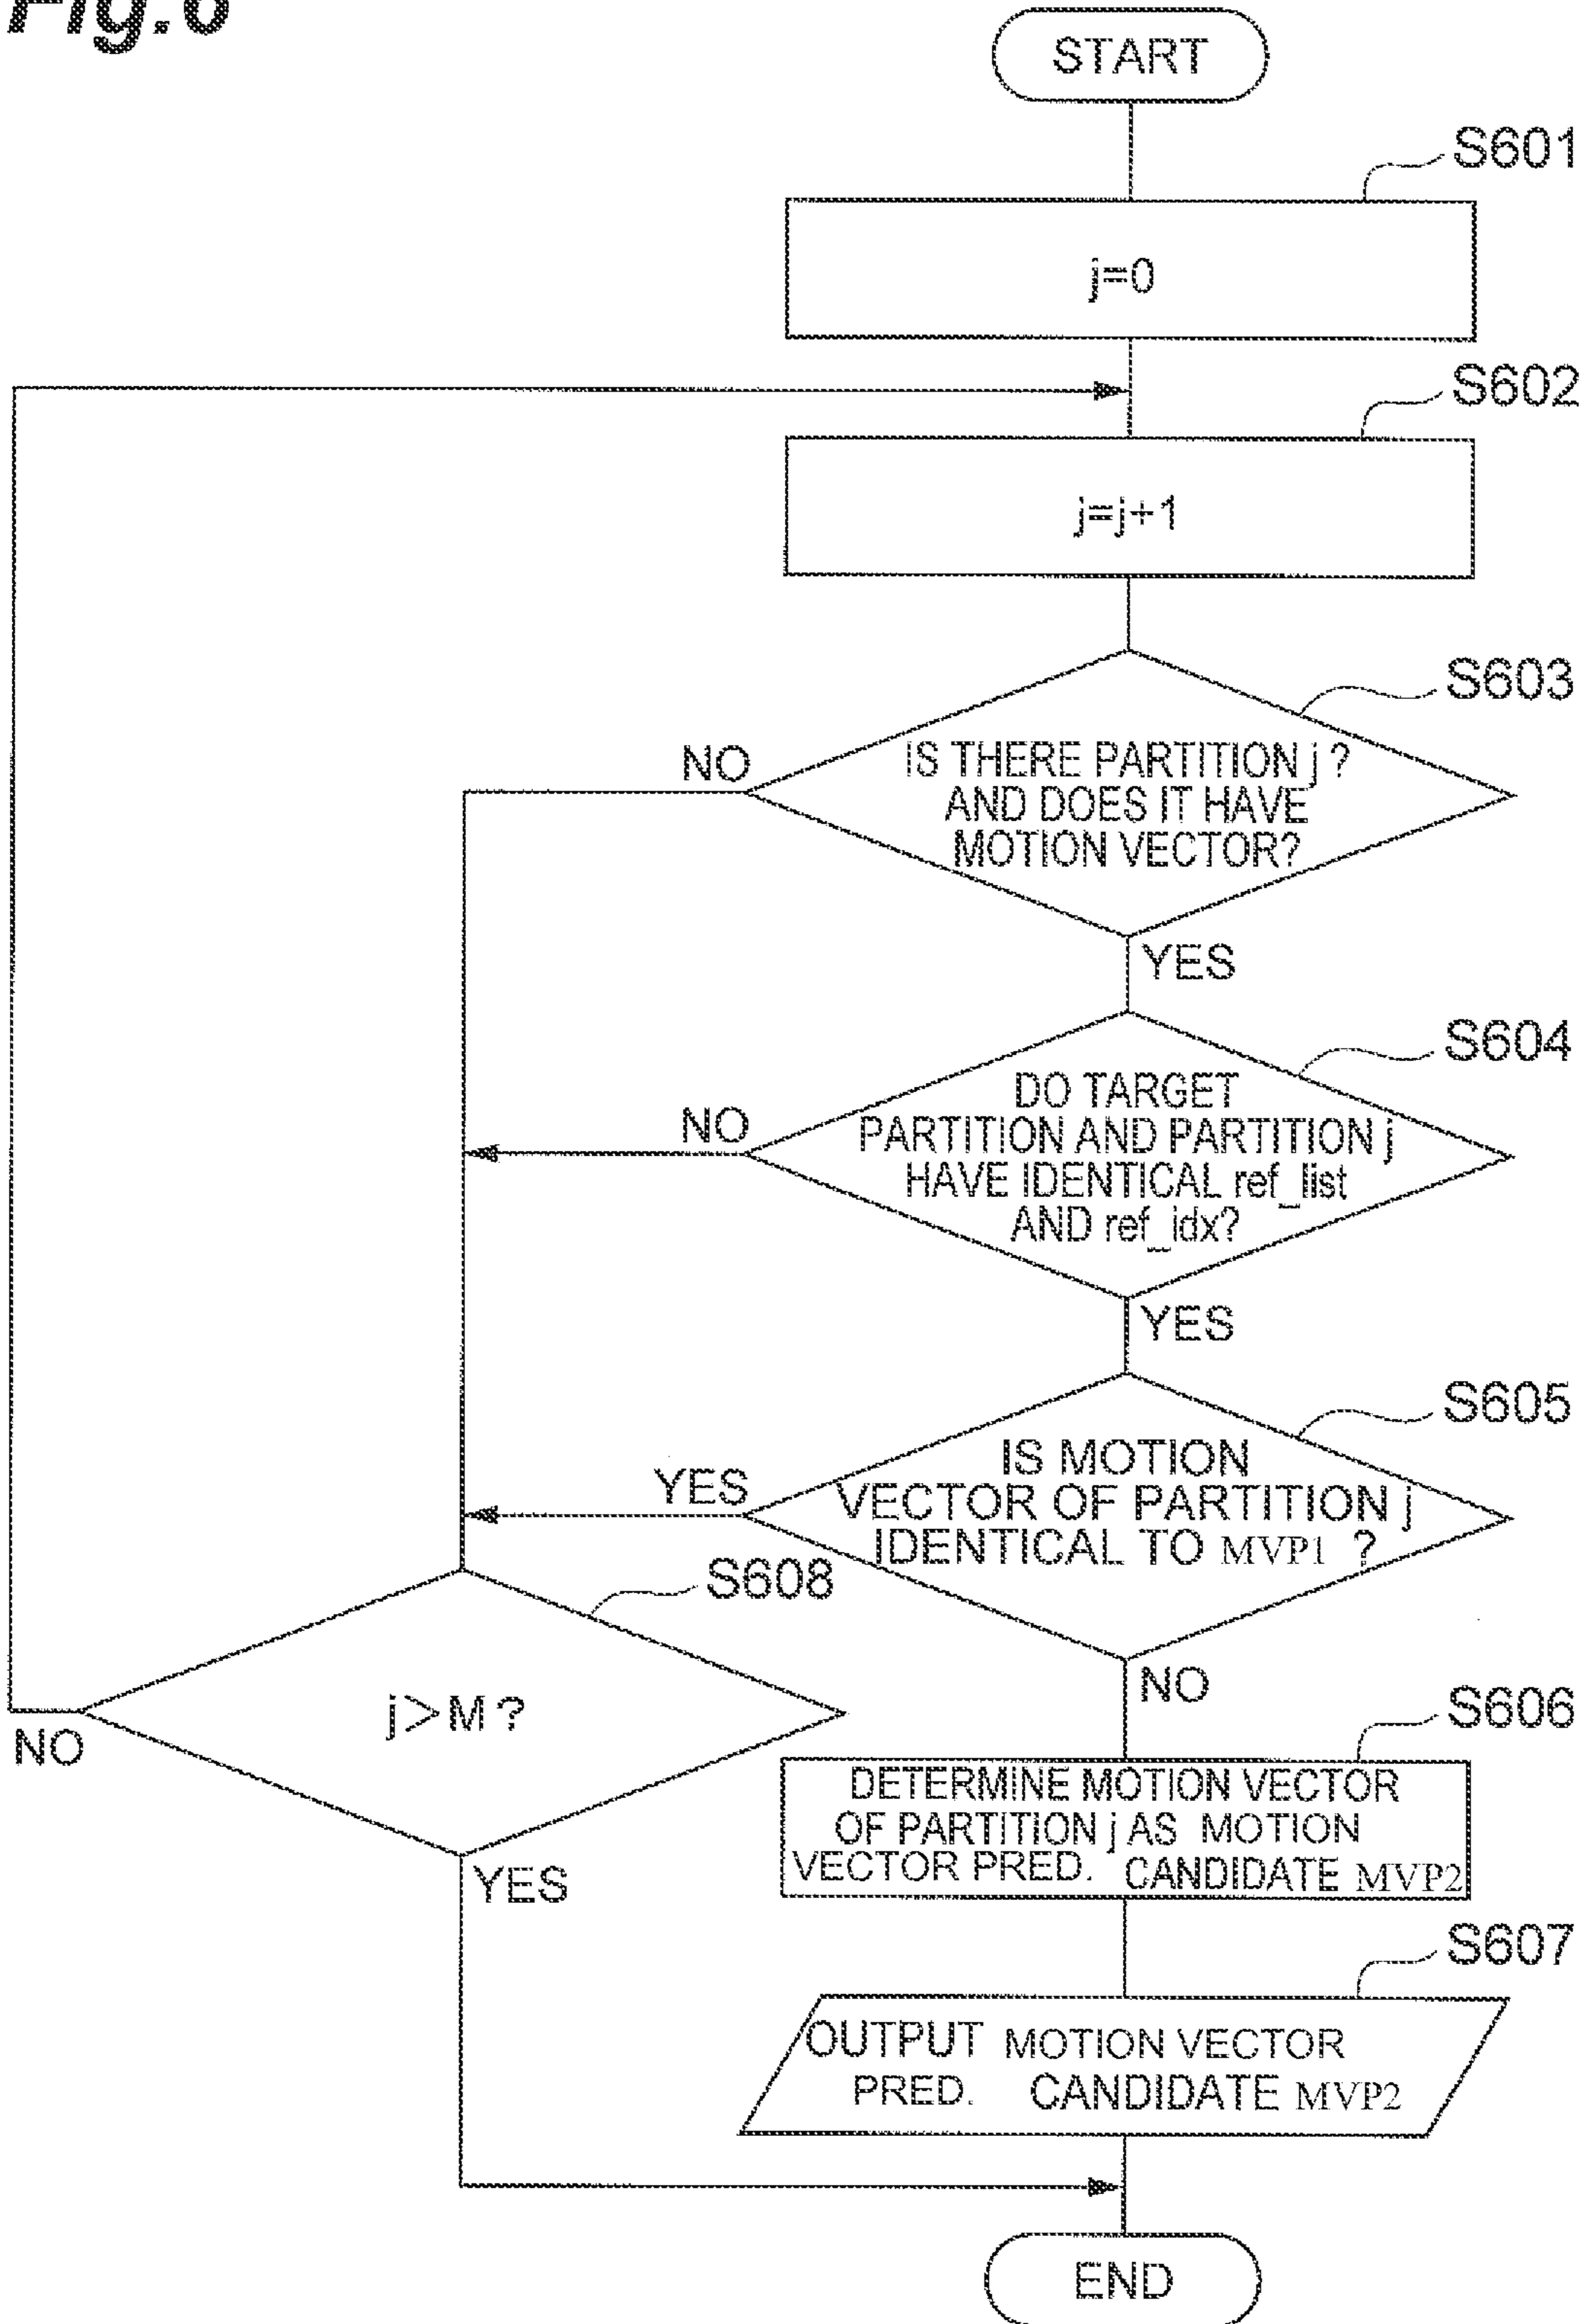 Fig.6
START
S601
j=0
S602
j=j+1
S603
NO
IS THERE PARTITION j ?
AND DOES IT HAVE
MOTION VECTOR?
YES
S604
NO
DO TARGET
PARTITION AND PARTITION j
HAVE IDENTICAL ref_list
AND ref_idx?
YES
S605
YES
IS MOTION
VECTOR OF PARTITION j
IDENTICAL TO MVP1 ?
NO
S608
j>M ?
NO
YES
S606
DETERMINE MOTION VECTOR
OF PARTITION j AS MOTION
VECTOR PRED. CANDIDATE MVP2
S607
OUTPUT MOTION VECTOR
PRED. CANDIDATE MVP2
END